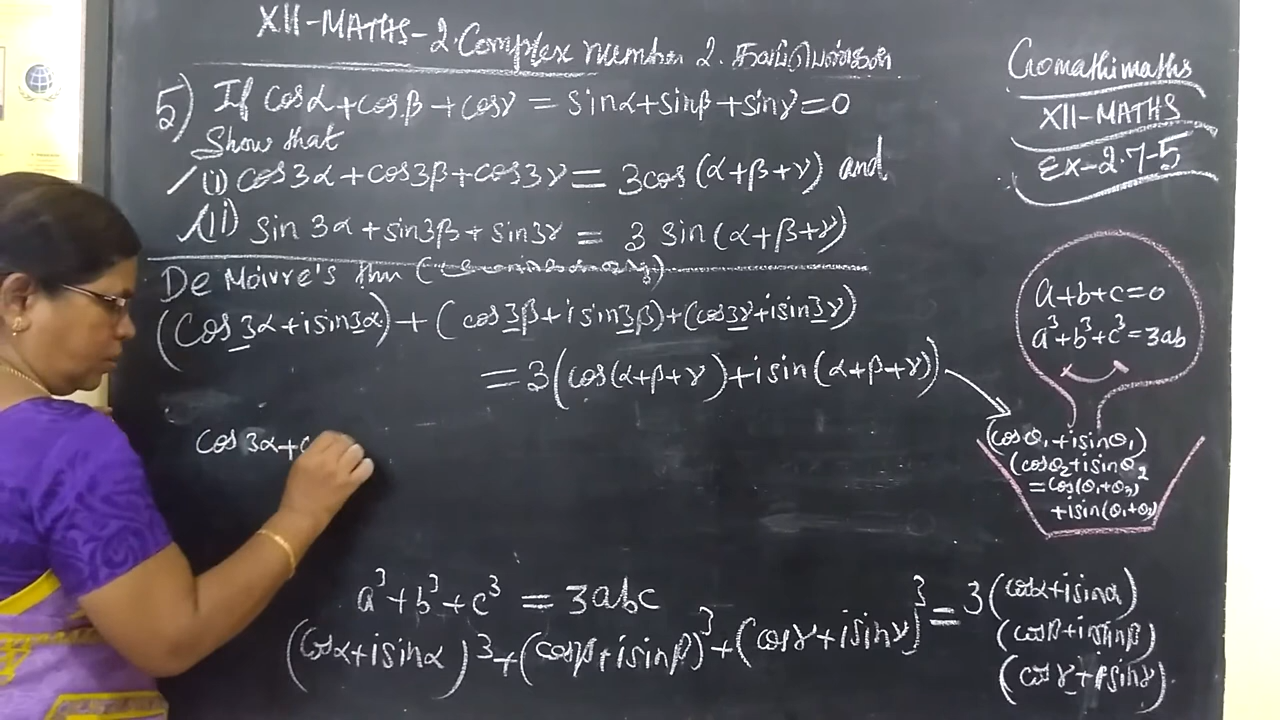 XII-MATHS-2.Complex number 2.
5) If cosα+cosβ+cosγ = sinα+sinβ+sinγ=0
Show that
(i) cos3α+cos3β+cos3γ = 3cos(α+β+γ) and
(ii) sin 3α+sin3β+sin3γ = 3 sin(α+β+γ)
De Moivre's thm
(cos3α+isin3α)+(cos3β+isin3β)+(cos3γ+isin3γ)
=3(cos(α+β+γ)+isin(α+β+γ))
cos3α+c
a³+b³+c³ = 3abc
(cosα+isinα)³+(cosβ+isinβ)³+(cosγ+isinγ)³=3(cosα+isinα)
(cosβ+isinβ)
(cosγ+isinγ)
Gomathimaths
XII-MATHS
Ex-2.7-5
a+b+c=0
a³+b³+c³=3ab
(cosθ₁+isinθ₁)
(cosθ₂+isinθ₂
=cos(θ₁+θ₂)
+isin(θ₁+θ₂)